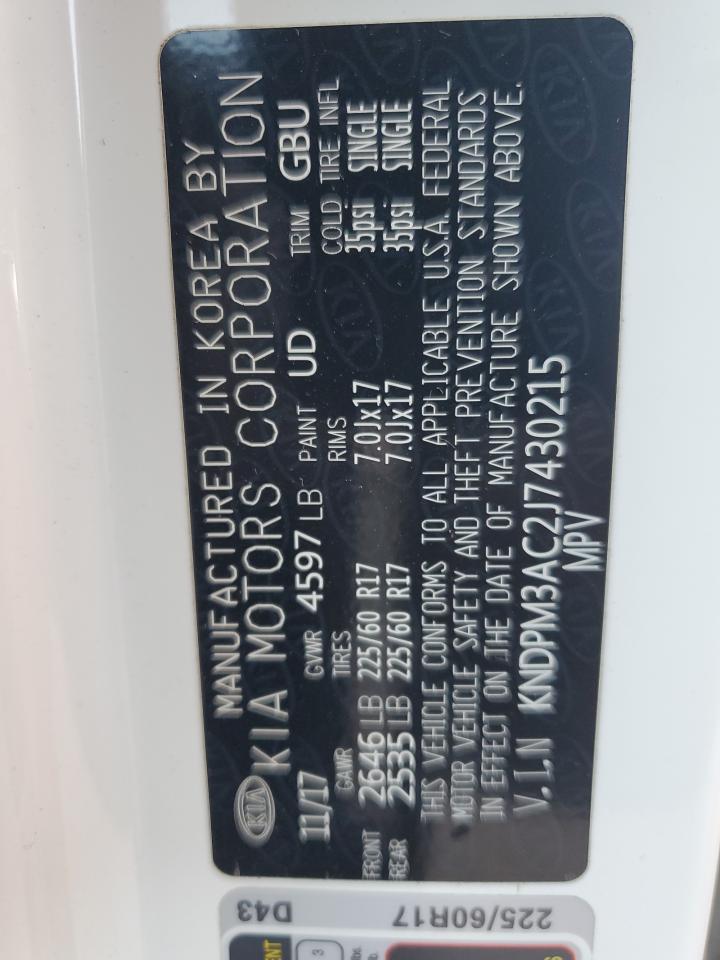 MANUFACTURED IN KOREA BY
KIA KIA MOTORS CORPORATION
11/17 GVWR 4597 LB PAINT UD TRIM GBU
GAWR TIRES RIMS COLD TIRE INFL
FRONT 2646 LB 225/60 R17 7.0Jx17 35psi SINGLE
REAR 2535 LB 225/60 R17 7.0Jx17 35psi SINGLE
THIS VEHICLE CONFORMS TO ALL APPLICABLE U.S.A. FEDERAL
MOTOR VEHICLE SAFETY AND THEFT PREVENTION STANDARDS
IN EFFECT ON THE DATE OF MANUFACTURE SHOWN ABOVE.
V.I.N KNDPM3AC2J7430215
MPV
225/60R17 D43
3